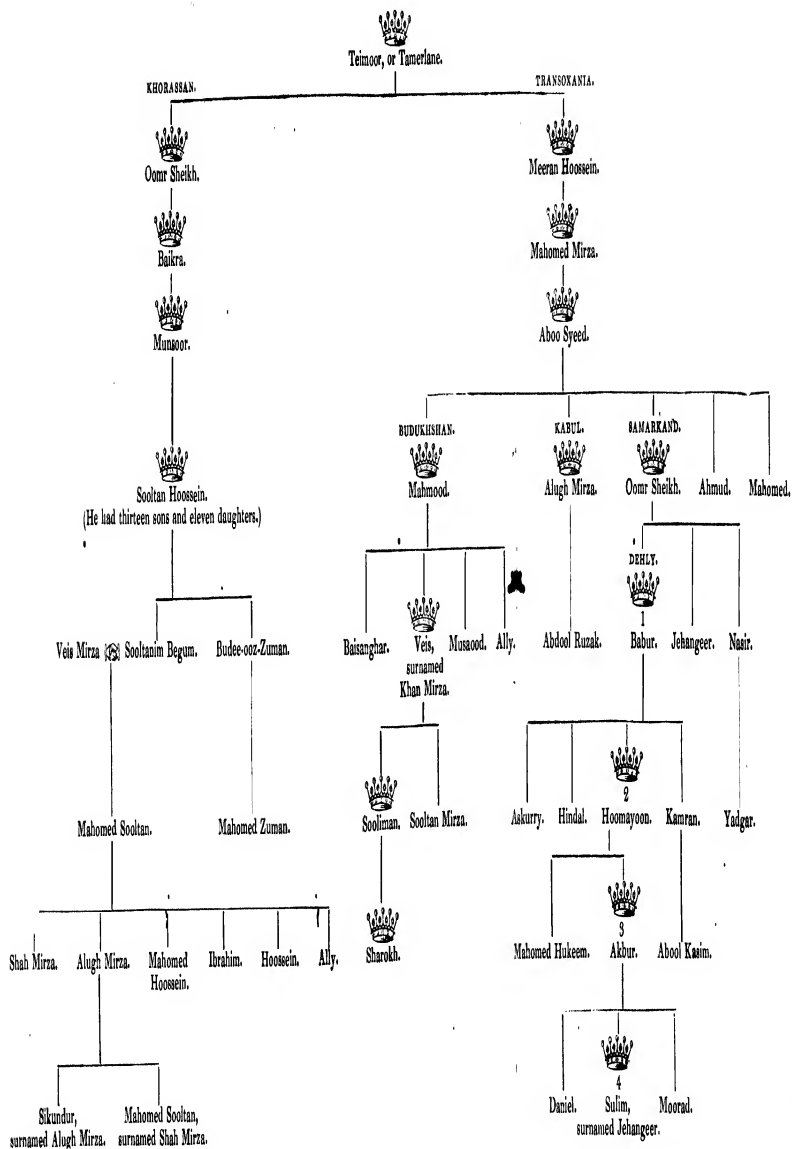 Teimoor, or Tamerlane.
KHORASSAN.
TRANSOXANIA.
Oomr Sheikh.
Meeran Hoossein.
Baikra.
Mahomed Mirza.
Munsoor.
Aboo Syeed.
BUDUKHSHAN.
KABUL.
SAMARKAND.
Sooltan Hoossein.
(He had thirteen sons and eleven daughters.)
Mahmood.
Alugh Mirza.
Oomr Sheikh.
Ahmud.
Mahomed.
DEHLY.
1
Veis Mirza
Sooltanim Begum.
Budee-ooz-Zuman.
Baisanghar.
Veis,
surnamed
Khan Mirza.
Musaood.
Ally.
Abdool Ruzak.
Babur.
Jehangeer.
Nasir.
2
Mahomed Sooltan.
Mahomed Zuman.
Sooliman.
Sooltan Mirza.
Askurry.
Hindal.
Hoomayoon.
Kamran.
Yadgar.
3
Shah Mirza.
Alugh Mirza.
Mahomed
Hoossein.
Ibrahim.
Hoossein.
Ally.
Sharokh.
Mahomed Hukeem.
Akbur.
Abool Kasim.
4
Sikundur,
surnamed Alugh Mirza.
Mahomed Sooltan,
surnamed Shah Mirza.
Daniel.
Sulim,
surnamed Jehangeer.
Moorad.